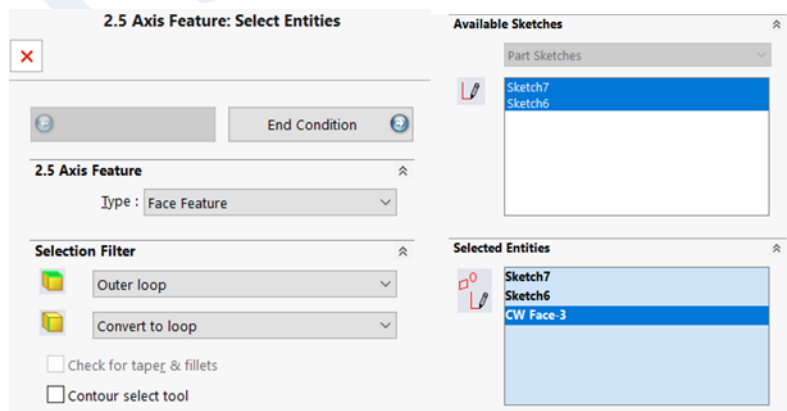 2.5 Axis Feature: Select Entities
End Condition
2.5 Axis Feature
Type : Face Feature
Selection Filter
Outer loop
Convert to loop
Check for taper & fillets
Contour select tool
Available Sketches
Part Sketches
Sketch7
Sketch6
Selected Entities
Sketch7
Sketch6
CW Face-3